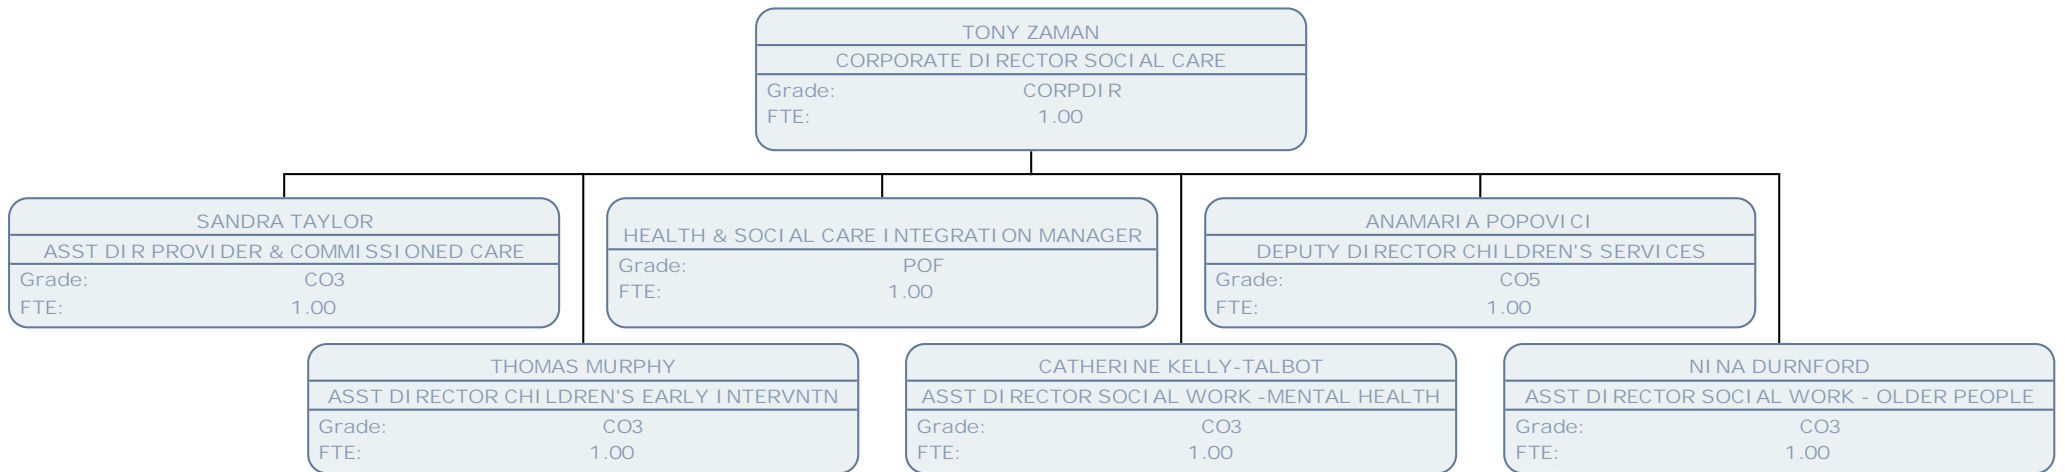 TONY ZAMAN
CORPORATE DIRECTOR SOCIAL CARE
Grade: CORPDIR
FTE: 1.00
SANDRA TAYLOR
ASST DIR PROVIDER & COMMISSIONED CARE
Grade: CO3
FTE: 1.00
HEALTH & SOCIAL CARE INTEGRATION MANAGER
Grade: POF
FTE: 1.00
ANAMARIA POPOVICI
DEPUTY DIRECTOR CHILDREN'S SERVICES
Grade: CO5
FTE: 1.00
THOMAS MURPHY
ASST DIRECTOR CHILDREN'S EARLY INTERVNTN
Grade: CO3
FTE: 1.00
CATHERINE KELLY-TALBOT
ASST DIRECTOR SOCIAL WORK -MENTAL HEALTH
Grade: CO3
FTE: 1.00
NINA DURNFORD
ASST DIRECTOR SOCIAL WORK - OLDER PEOPLE
Grade: CO3
FTE: 1.00